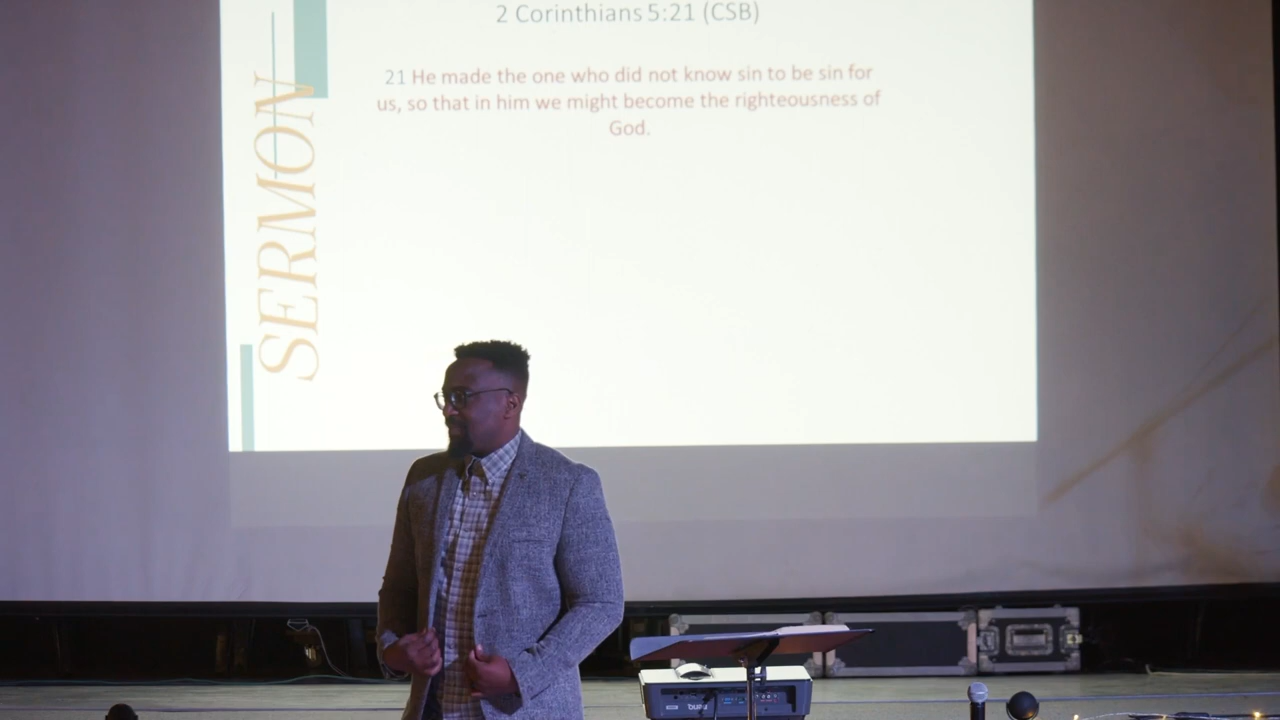 2 Corinthians 5:21 (CSB)
21 He made the one who did not know sin to be sin for
us, so that in him we might become the righteousness of
God.
SERMON
BenQ